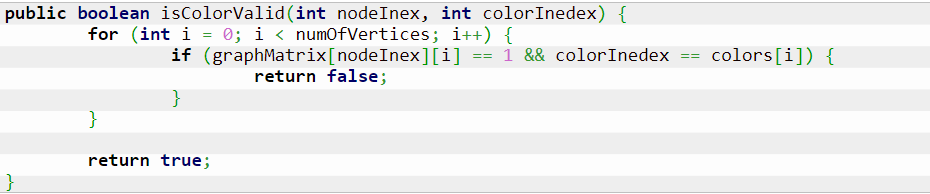 public boolean isColorValid(int nodeInex, int colorInedex) {
        for (int i = 0; i < numOfVertices; i++) {
                if (graphMatrix[nodeInex][i] == 1 && colorInedex == colors[i]) {
                        return false;
                }
        }

        return true;
}